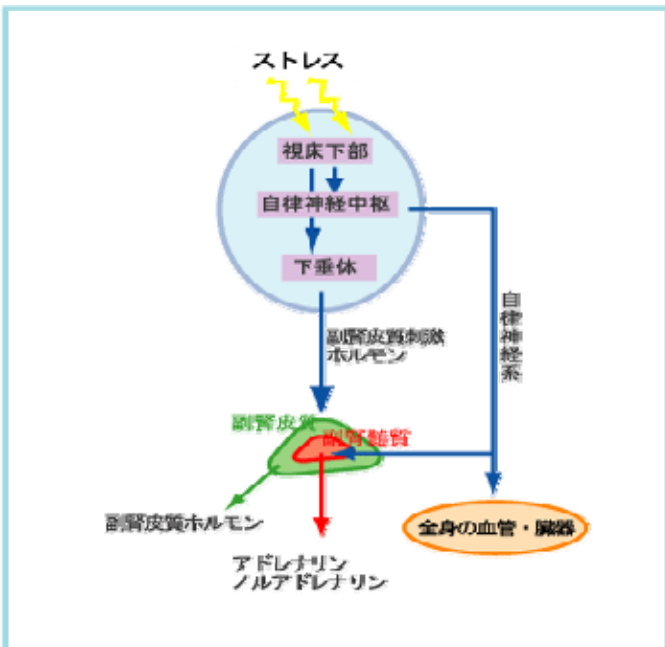 ストレス
視床下部
自律神経中枢
下垂体
副腎皮質刺激
ホルモン
自律神経系
副腎皮質
副腎髄質
副腎皮質ホルモン
全身の血管・臓器
アドレナリン
ノルアドレナリン